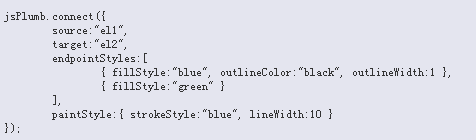 jsPlumb.connect({
source:"el1",
target:"el2",
endpointStyles:[
{ fillStyle:"blue", outlineColor:"black", outlineWidth:1 },
{ fillStyle:"green" }
],
paintStyle:{ strokeStyle:"blue", lineWidth:10 }
});